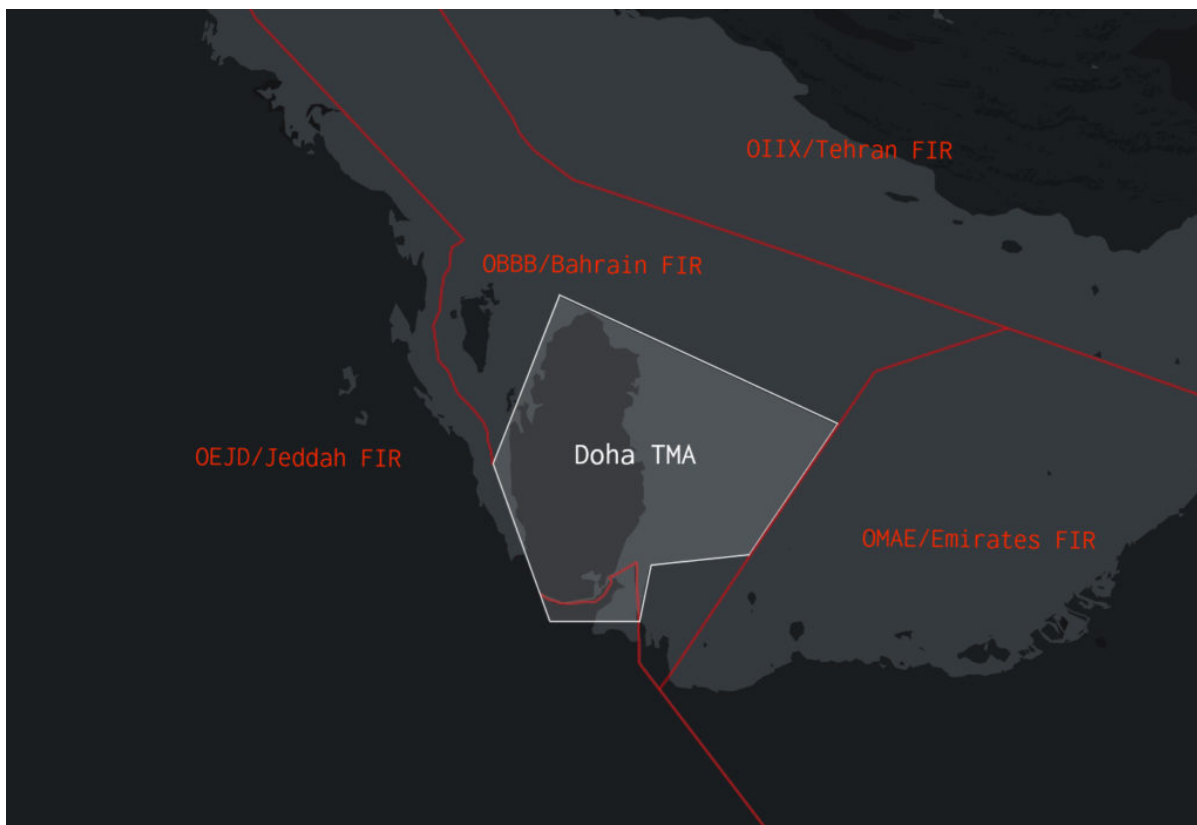 OIIX/Tehran FIR
OBBB/Bahrain FIR
Doha TMA
OEJD/Jeddah FIR
OMAE/Emirates FIR